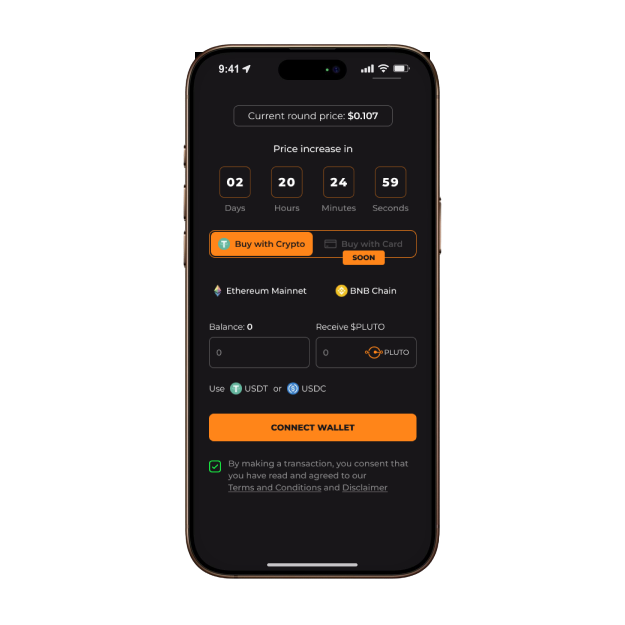 9:41
Current round price: $0.107
Price increase in
02 20 24 59
Days Hours Minutes Seconds
Buy with Crypto Buy with Card
SOON
Ethereum Mainnet BNB Chain
Balance: 0 Receive $PLUTO
0 0 PLUTO
Use USDT or USDC
CONNECT WALLET
By making a transaction, you consent that
you have read and agreed to our
Terms and Conditions and Disclaimer